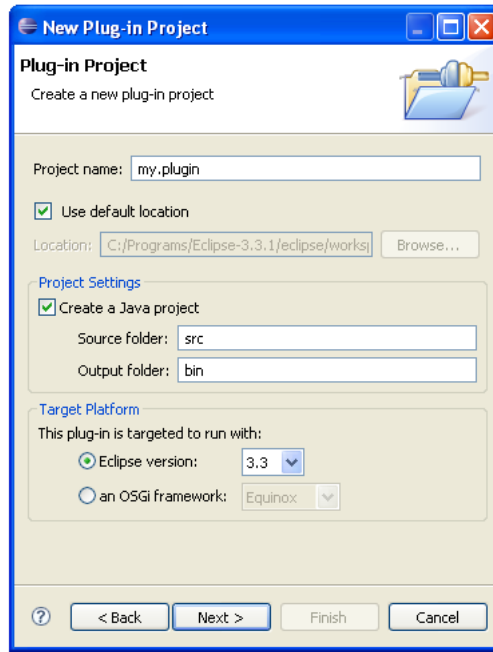 New Plug-in Project
Plug-in Project
Create a new plug-in project
Project name: my.plugin
Use default location
Location: C:/Programs/Eclipse-3.3.1/eclipse/worksp Browse...
Project Settings
Create a Java project
Source folder: src
Output folder: bin
Target Platform
This plug-in is targeted to run with:
Eclipse version: 3.3
an OSGi framework: Equinox
? < Back Next > Finish Cancel